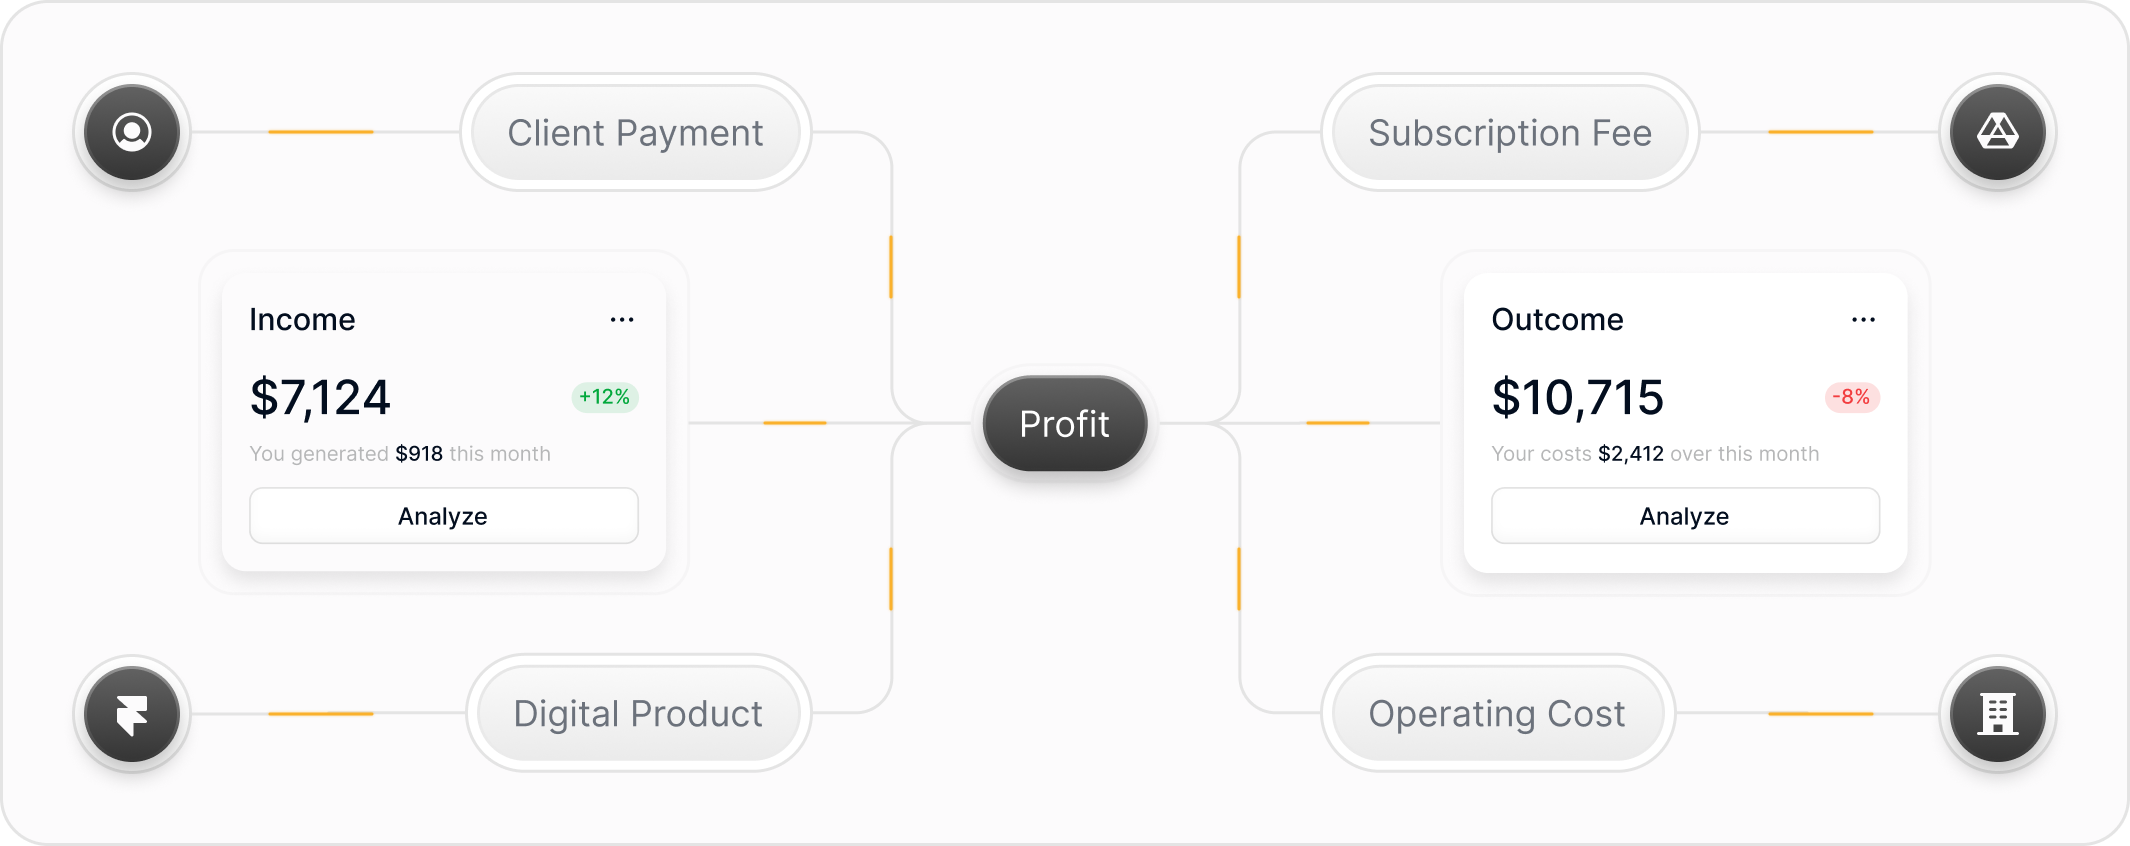 Client Payment
Subscription Fee
Income
...
$7,124
+12%
You generated $918 this month
Analyze
Profit
Outcome
...
$10,715
-8%
Your costs $2,412 over this month
Analyze
Digital Product
Operating Cost